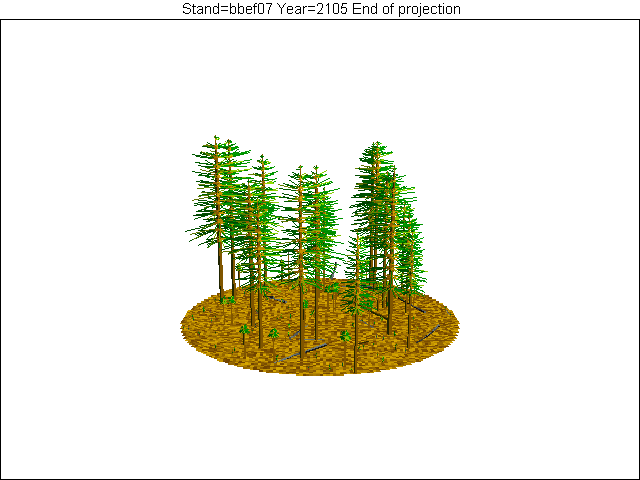 Stand=bbef07 Year=2105 End of projection